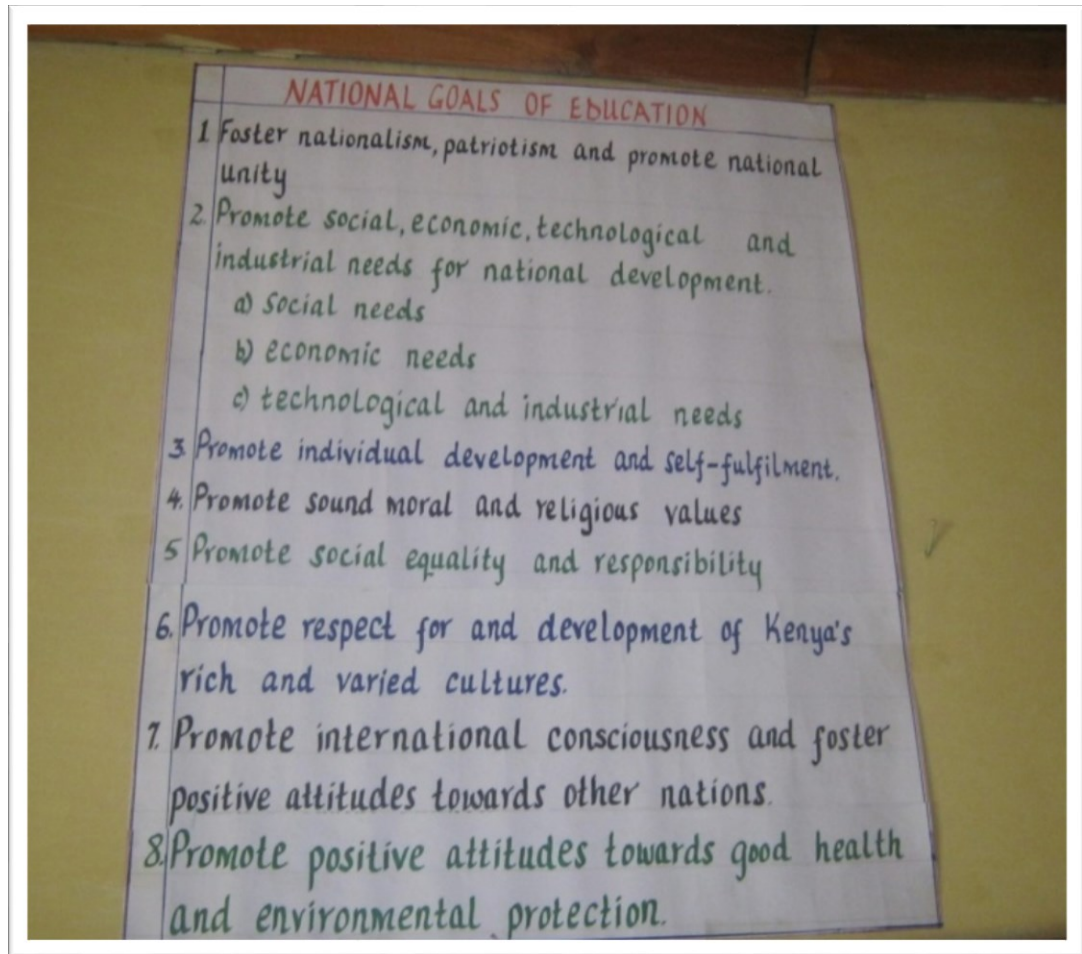 NATIONAL GOALS OF EDUCATION
1 Foster nationalism, patriotism and promote national
unity
2. Promote social, economic, technological and
industrial needs for national development.
a) Social needs
b) economic needs
c) technological and industrial needs
3. Promote individual development and self-fulfilment.
4. Promote sound moral and religious values
5 Promote social equality and responsibility
6. Promote respect for and development of Kenya's
rich and varied cultures.
7. Promote international consciousness and foster
positive attitudes towards other nations.
8. Promote positive attitudes towards good health
and environmental protection.